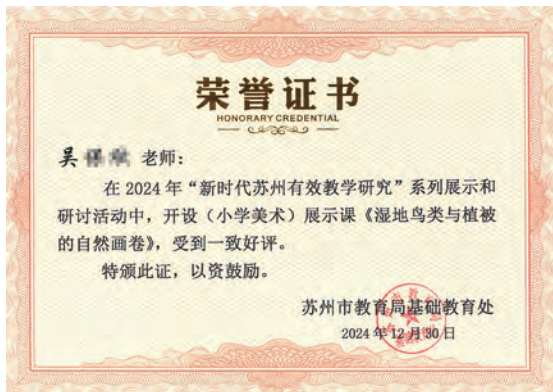 荣誉证书
HONORARY CREDENTIAL
吴 老师：
在 2024 年“新时代苏州有效教学研究”系列展示和
研讨活动中，开设（小学美术）展示课《湿地鸟类与植被
的自然画卷》，受到一致好评。
特颁此证，以资鼓励。
苏州市教育局基础教育处
2024 年 12 月 30 日